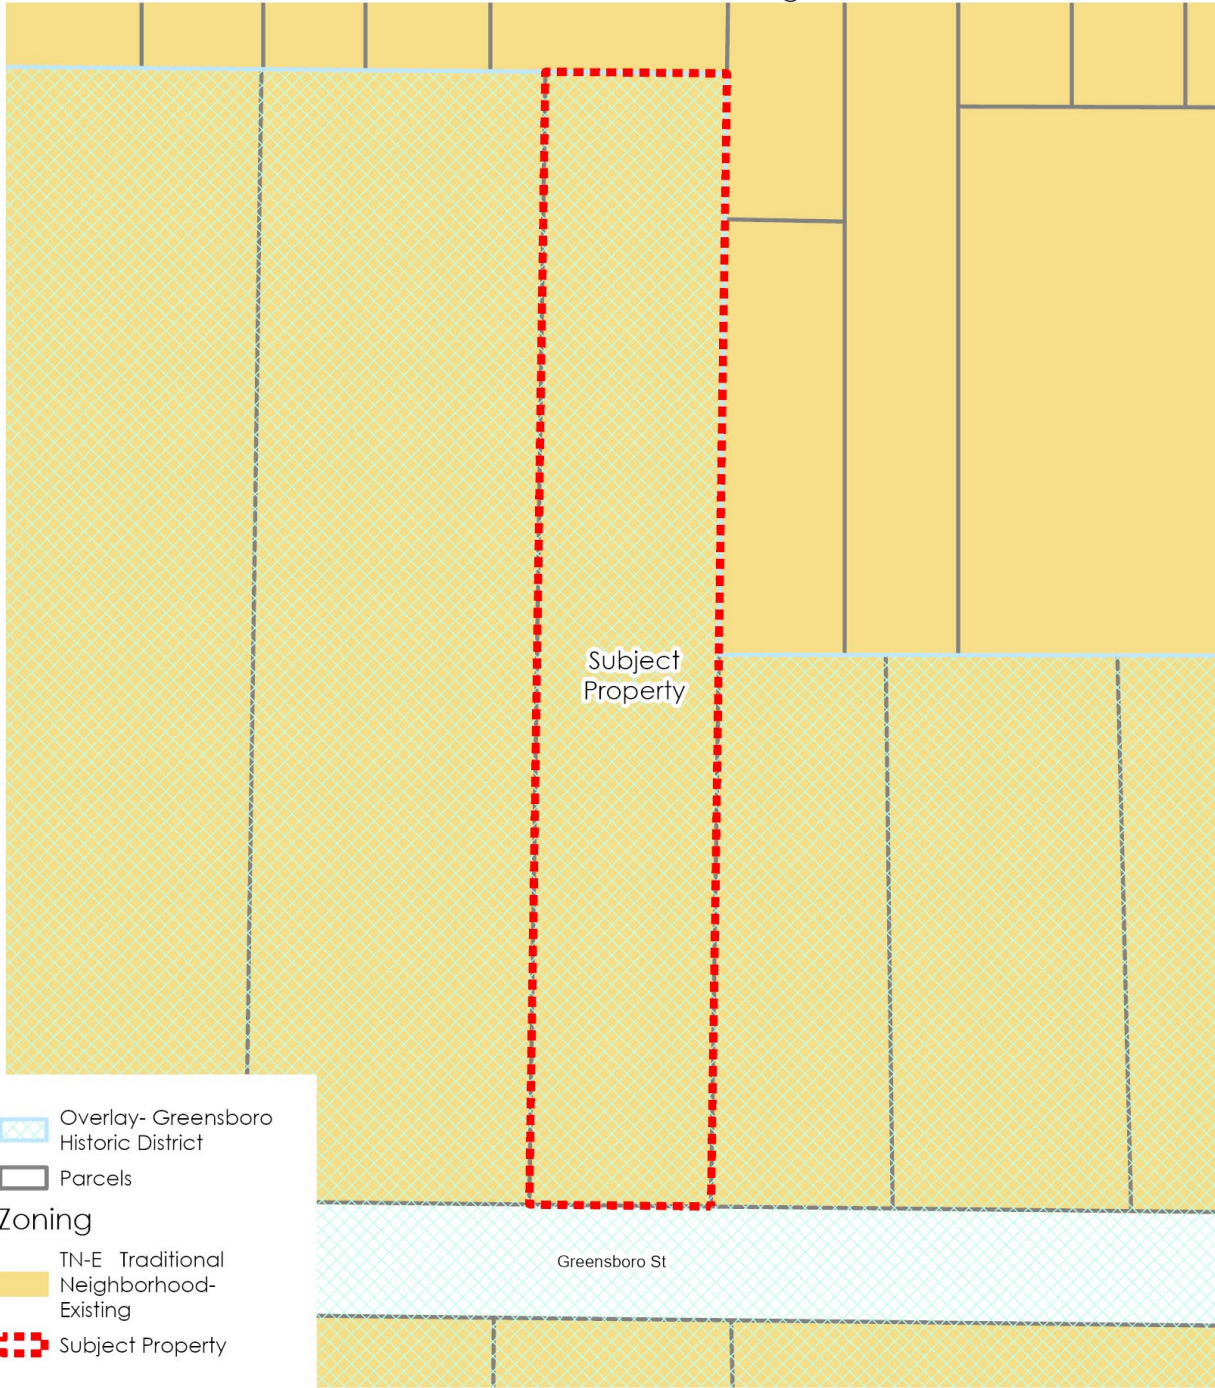 Subject
Property
Overlay- Greensboro
Historic District
Parcels
Zoning
TN-E Traditional
Neighborhood-
Existing
Subject Property
Greensboro St